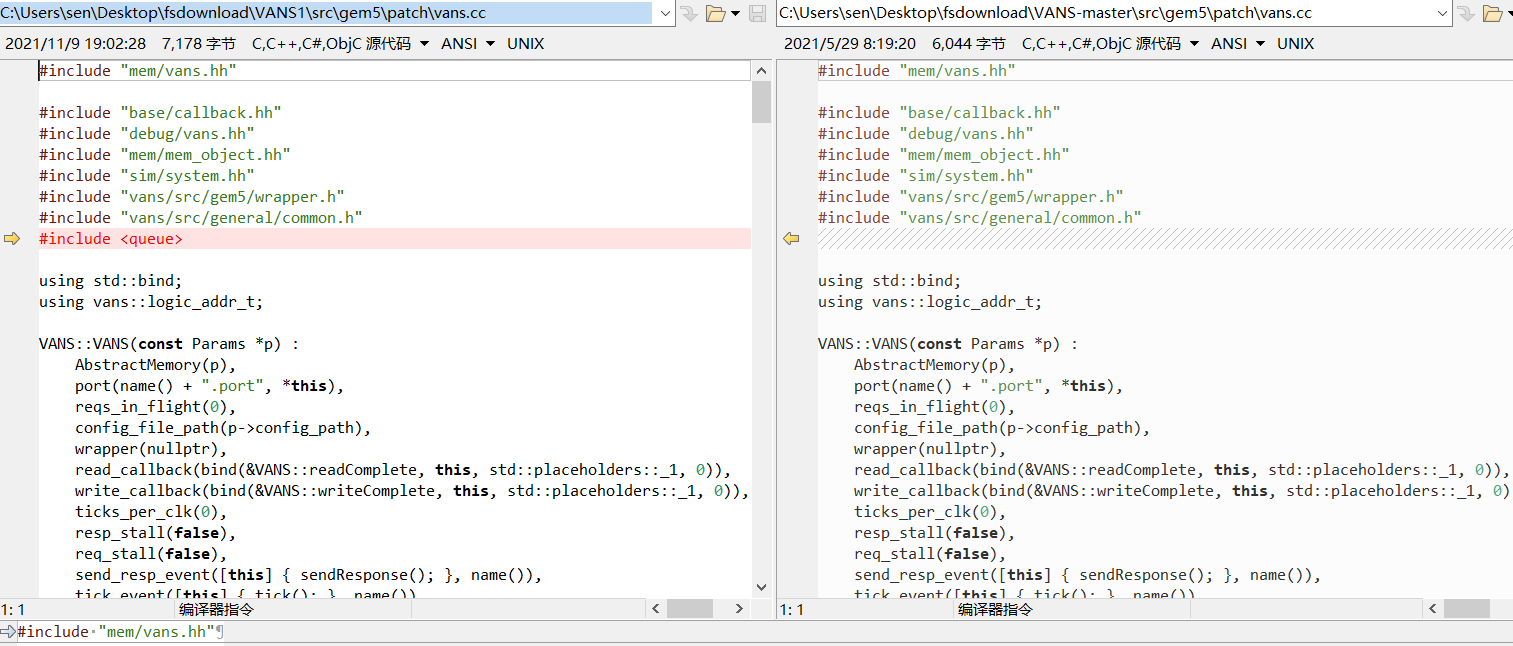 C:\Users\sen\Desktop\fsdownload\VANS1\src\gem5\patch\vans.cc
2021/11/9 19:02:28 7,178 字节 C,C++,C#,ObjC 源代码 ANSI UNIX
#include "mem/vans.hh"
#include "base/callback.hh"
#include "debug/vans.hh"
#include "mem/mem_object.hh"
#include "sim/system.hh"
#include "vans/src/gem5/wrapper.h"
#include "vans/src/general/common.h"
#include <queue>
using std::bind;
using vans::logic_addr_t;
VANS::VANS(const Params *p) :
AbstractMemory(p),
port(name() + ".port", *this),
reqs_in_flight(0),
config_file_path(p->config_path),
wrapper(nullptr),
read_callback(bind(&VANS::readComplete, this, std::placeholders::_1, 0)),
write_callback(bind(&VANS::writeComplete, this, std::placeholders::_1, 0)),
ticks_per_clk(0),
resp_stall(false),
req_stall(false),
send_resp_event([this] { sendResponse(); }, name()),
tick_event([this] { tick(); }, name())
1: 1 编译器指令
C:\Users\sen\Desktop\fsdownload\VANS-master\src\gem5\patch\vans.cc
2021/5/29 8:19:20 6,044 字节 C,C++,C#,ObjC 源代码 ANSI UNIX
#include "mem/vans.hh"
#include "base/callback.hh"
#include "debug/vans.hh"
#include "mem/mem_object.hh"
#include "sim/system.hh"
#include "vans/src/gem5/wrapper.h"
#include "vans/src/general/common.h"
using std::bind;
using vans::logic_addr_t;
VANS::VANS(const Params *p) :
AbstractMemory(p),
port(name() + ".port", *this),
reqs_in_flight(0),
config_file_path(p->config_path),
wrapper(nullptr),
read_callback(bind(&VANS::readComplete, this, std::placeholders::_1, 0)),
write_callback(bind(&VANS::writeComplete, this, std::placeholders::_1, 0)
ticks_per_clk(0),
resp_stall(false),
req_stall(false),
send_resp_event([this] { sendResponse(); }, name()),
tick_event([this] { tick(); }, name())
1: 1 编译器指令
#include·"mem/vans.hh"¶